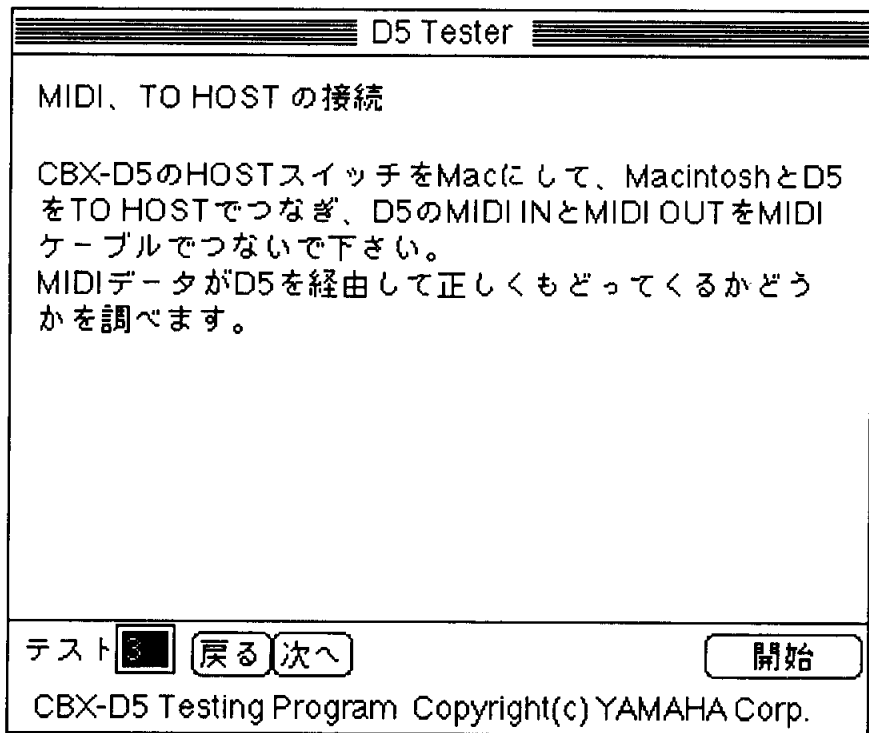 D5 Tester
MIDI、TO HOST の接続
CBX-D5のHOSTスイッチをMacにして、MacintoshとD5
をTO HOSTでつなぎ、D5のMIDI INとMIDI OUTをMIDI
ケーブルでつないで下さい。
MIDIデータがD5を経由して正しくもどってくるかどう
かを調べます。
テスト 3 戻る 次へ 開始
CBX-D5 Testing Program Copyright(c) YAMAHA Corp.